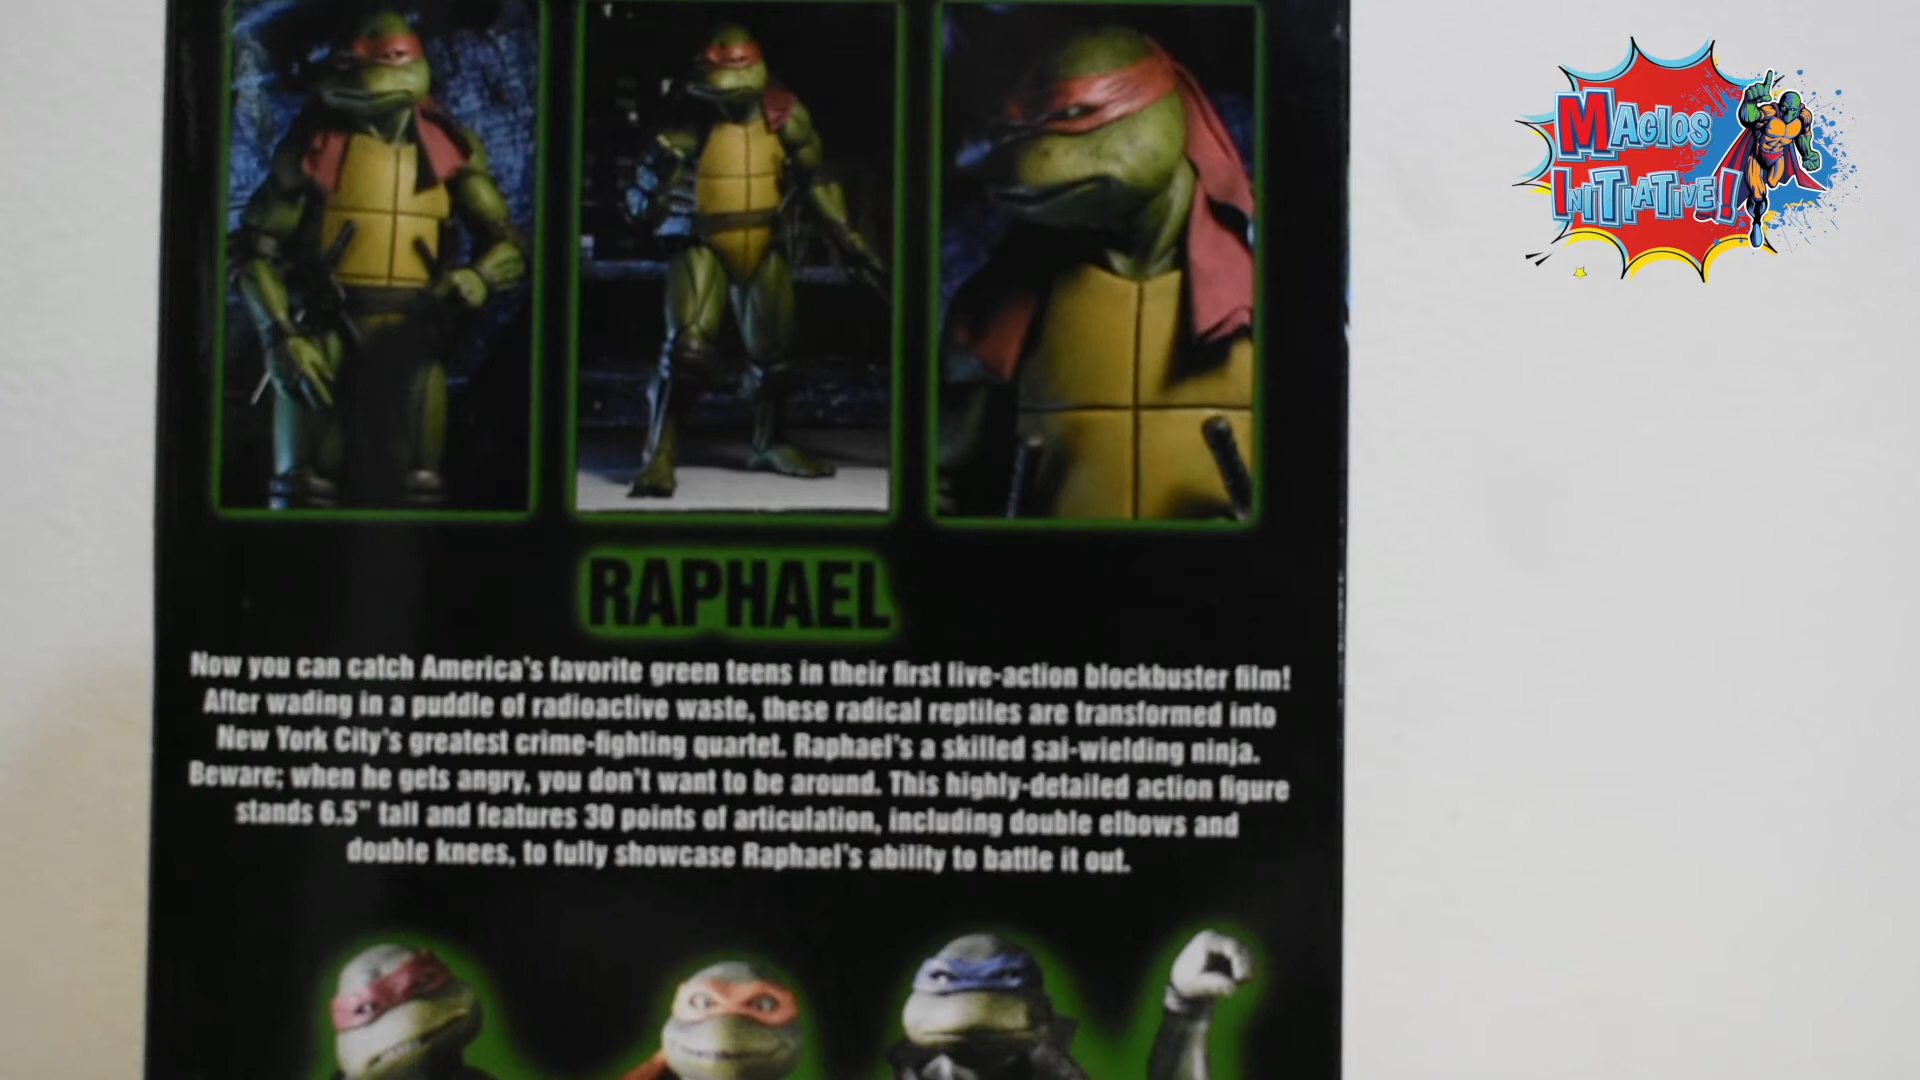 MAGIOS
INITIATIVE!
RAPHAEL
Now you can catch America's favorite green teens in their first live-action blockbuster film!
After wading in a puddle of radioactive waste, these radical reptiles are transformed into
New York City's greatest crime-fighting quartet. Raphael's a skilled sai-wielding ninja.
Beware; when he gets angry, you don't want to be around. This highly-detailed action figure
stands 6.5" tall and features 30 points of articulation, including double elbows and
double knees, to fully showcase Raphael's ability to battle it out.